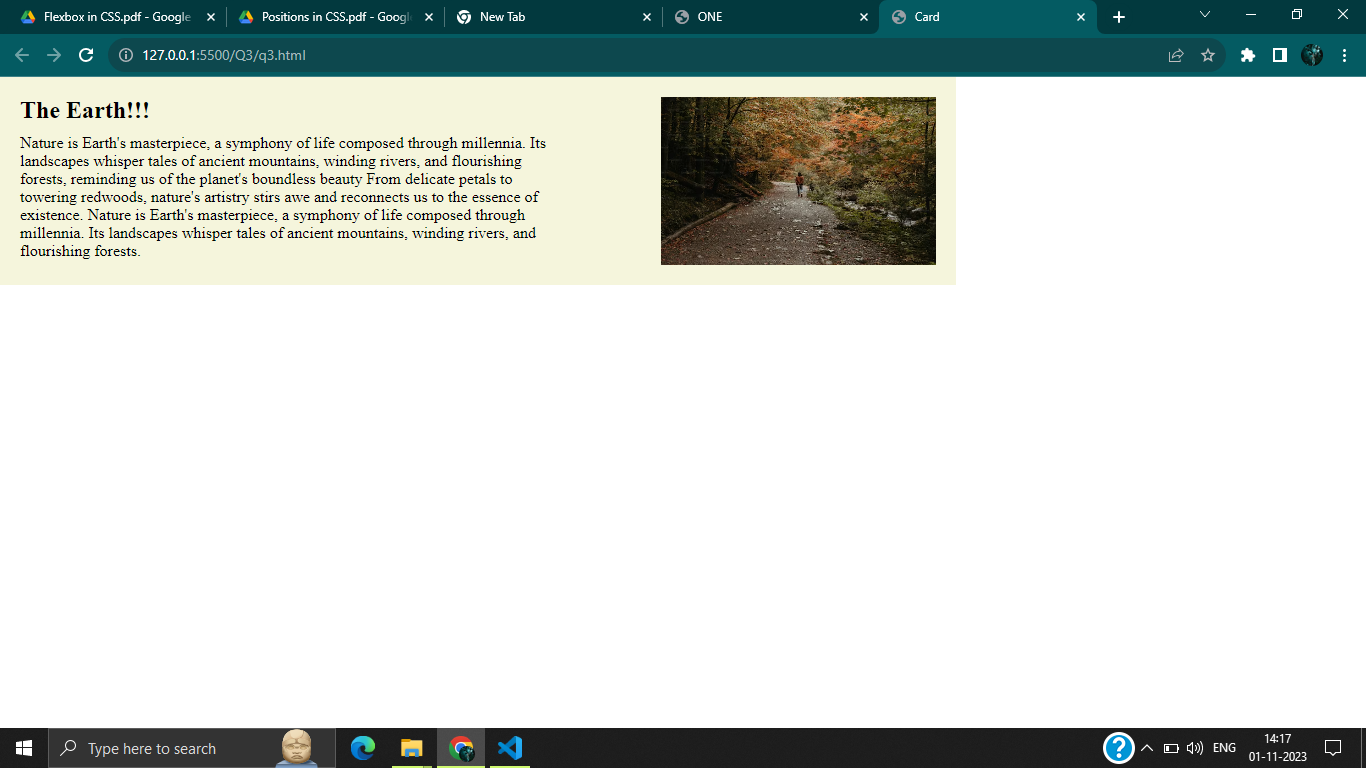 Flexbox in CSS.pdf - Google
Positions in CSS.pdf - Googl
New Tab
ONE
Card
127.0.0.1:5500/Q3/q3.html
The Earth!!!
Nature is Earth's masterpiece, a symphony of life composed through millennia. Its
landscapes whisper tales of ancient mountains, winding rivers, and flourishing
forests, reminding us of the planet's boundless beauty From delicate petals to
towering redwoods, nature's artistry stirs awe and reconnects us to the essence of
existence. Nature is Earth's masterpiece, a symphony of life composed through
millennia. Its landscapes whisper tales of ancient mountains, winding rivers, and
flourishing forests.
Type here to search
?
ENG
14:17
01-11-2023